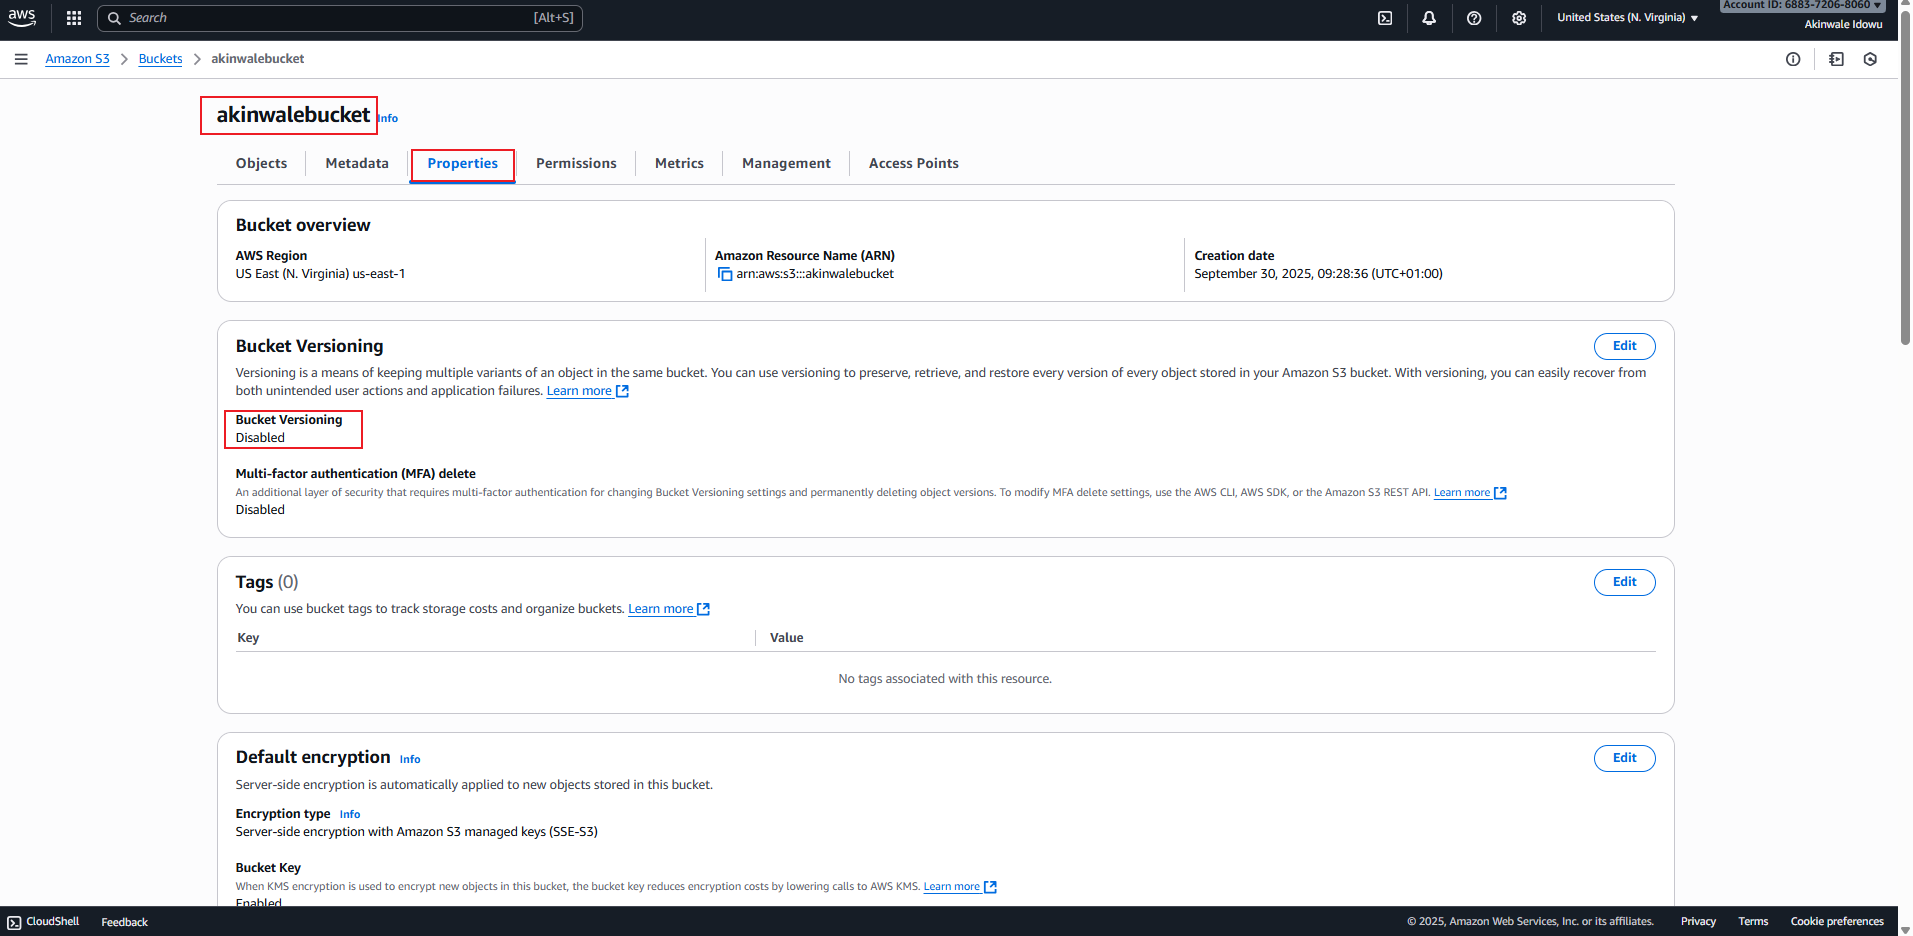 aws
Search [Alt+S]
United States (N. Virginia)
Account ID: 6883-7206-8060
Akinwale Idowu
Amazon S3 > Buckets > akinwalebucket
akinwalebucket Info
Objects Metadata Properties Permissions Metrics Management Access Points
Bucket overview
AWS Region
US East (N. Virginia) us-east-1
Amazon Resource Name (ARN)
arn:aws:s3:::akinwalebucket
Creation date
September 30, 2025, 09:28:36 (UTC+01:00)
Bucket Versioning
Edit
Versioning is a means of keeping multiple variants of an object in the same bucket. You can use versioning to preserve, retrieve, and restore every version of every object stored in your Amazon S3 bucket. With versioning, you can easily recover from
both unintended user actions and application failures. Learn more
Bucket Versioning
Disabled
Multi-factor authentication (MFA) delete
An additional layer of security that requires multi-factor authentication for changing Bucket Versioning settings and permanently deleting object versions. To modify MFA delete settings, use the AWS CLI, AWS SDK, or the Amazon S3 REST API. Learn more
Disabled
Tags (0)
Edit
You can use bucket tags to track storage costs and organize buckets. Learn more
Key Value
No tags associated with this resource.
Default encryption Info
Edit
Server-side encryption is automatically applied to new objects stored in this bucket.
Encryption type Info
Server-side encryption with Amazon S3 managed keys (SSE-S3)
Bucket Key
When KMS encryption is used to encrypt new objects in this bucket, the bucket key reduces encryption costs by lowering calls to AWS KMS. Learn more
Enabled
CloudShell Feedback
© 2025, Amazon Web Services, Inc. or its affiliates. Privacy Terms Cookie preferences